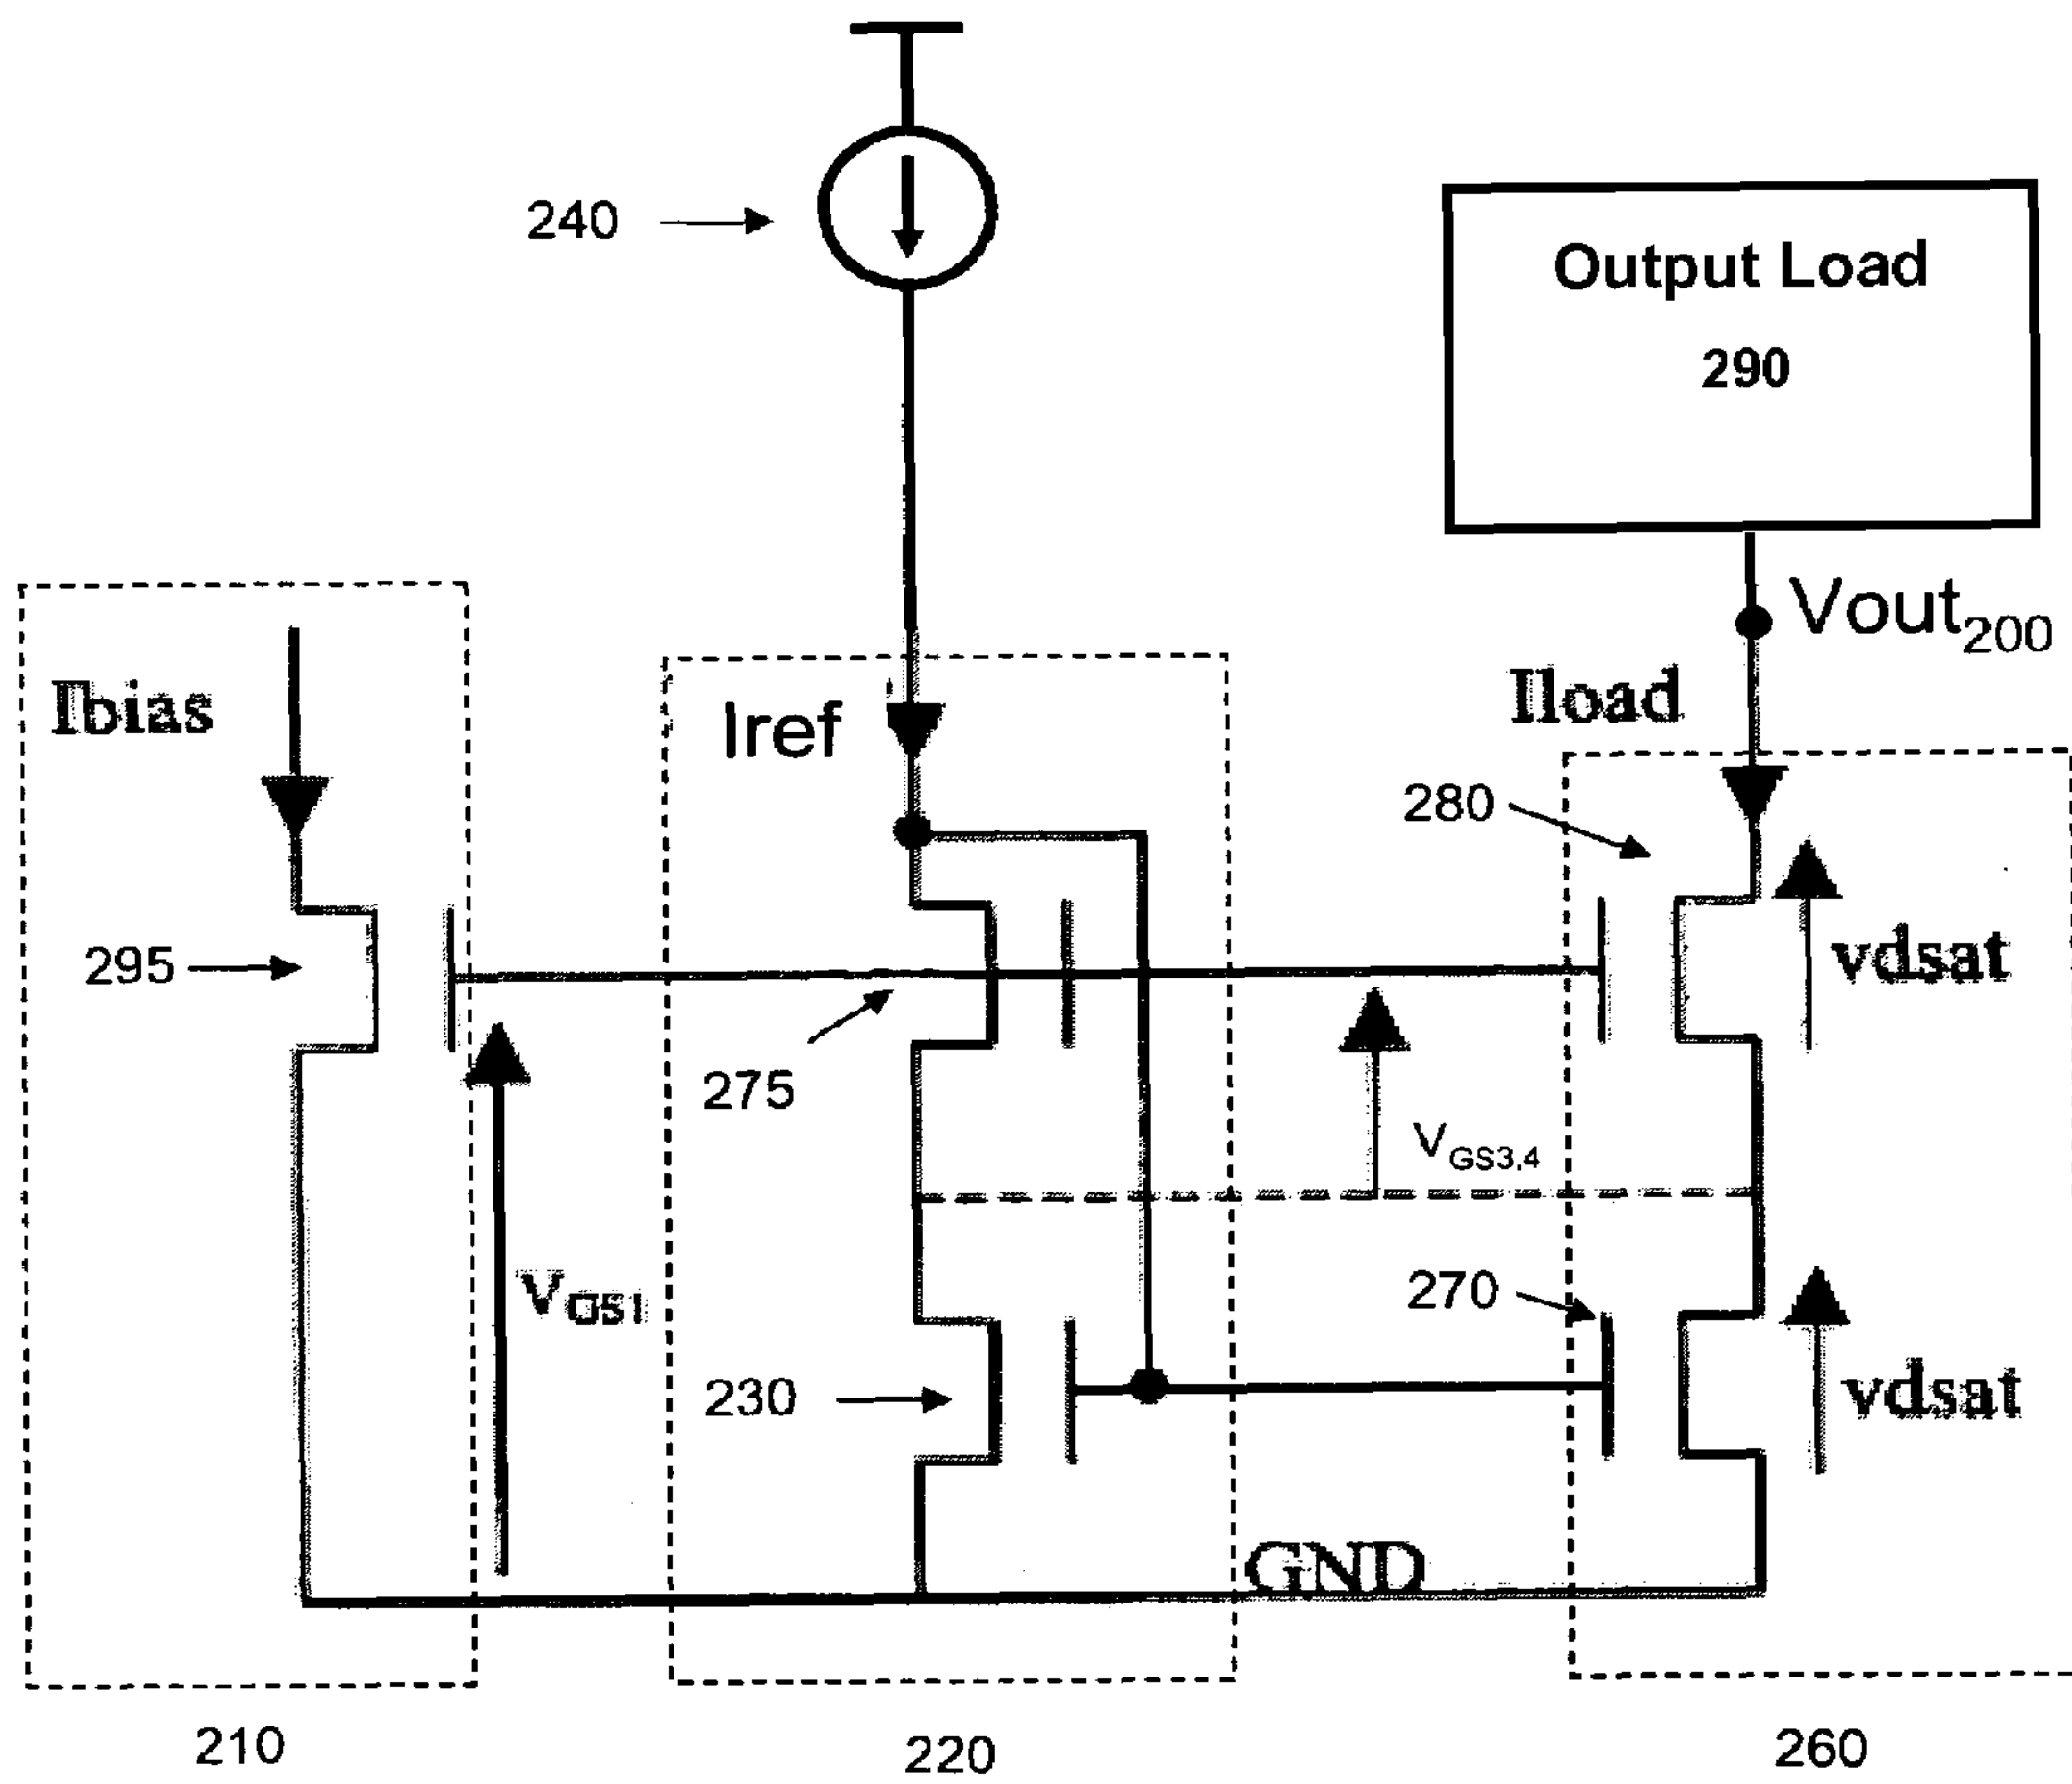 240
Output Load
290
Vout200
Ibias
Iref
Iload
280
295
vdsat
275
VGS3,4
VGS1
270
230
vdsat
GND
210
220
260